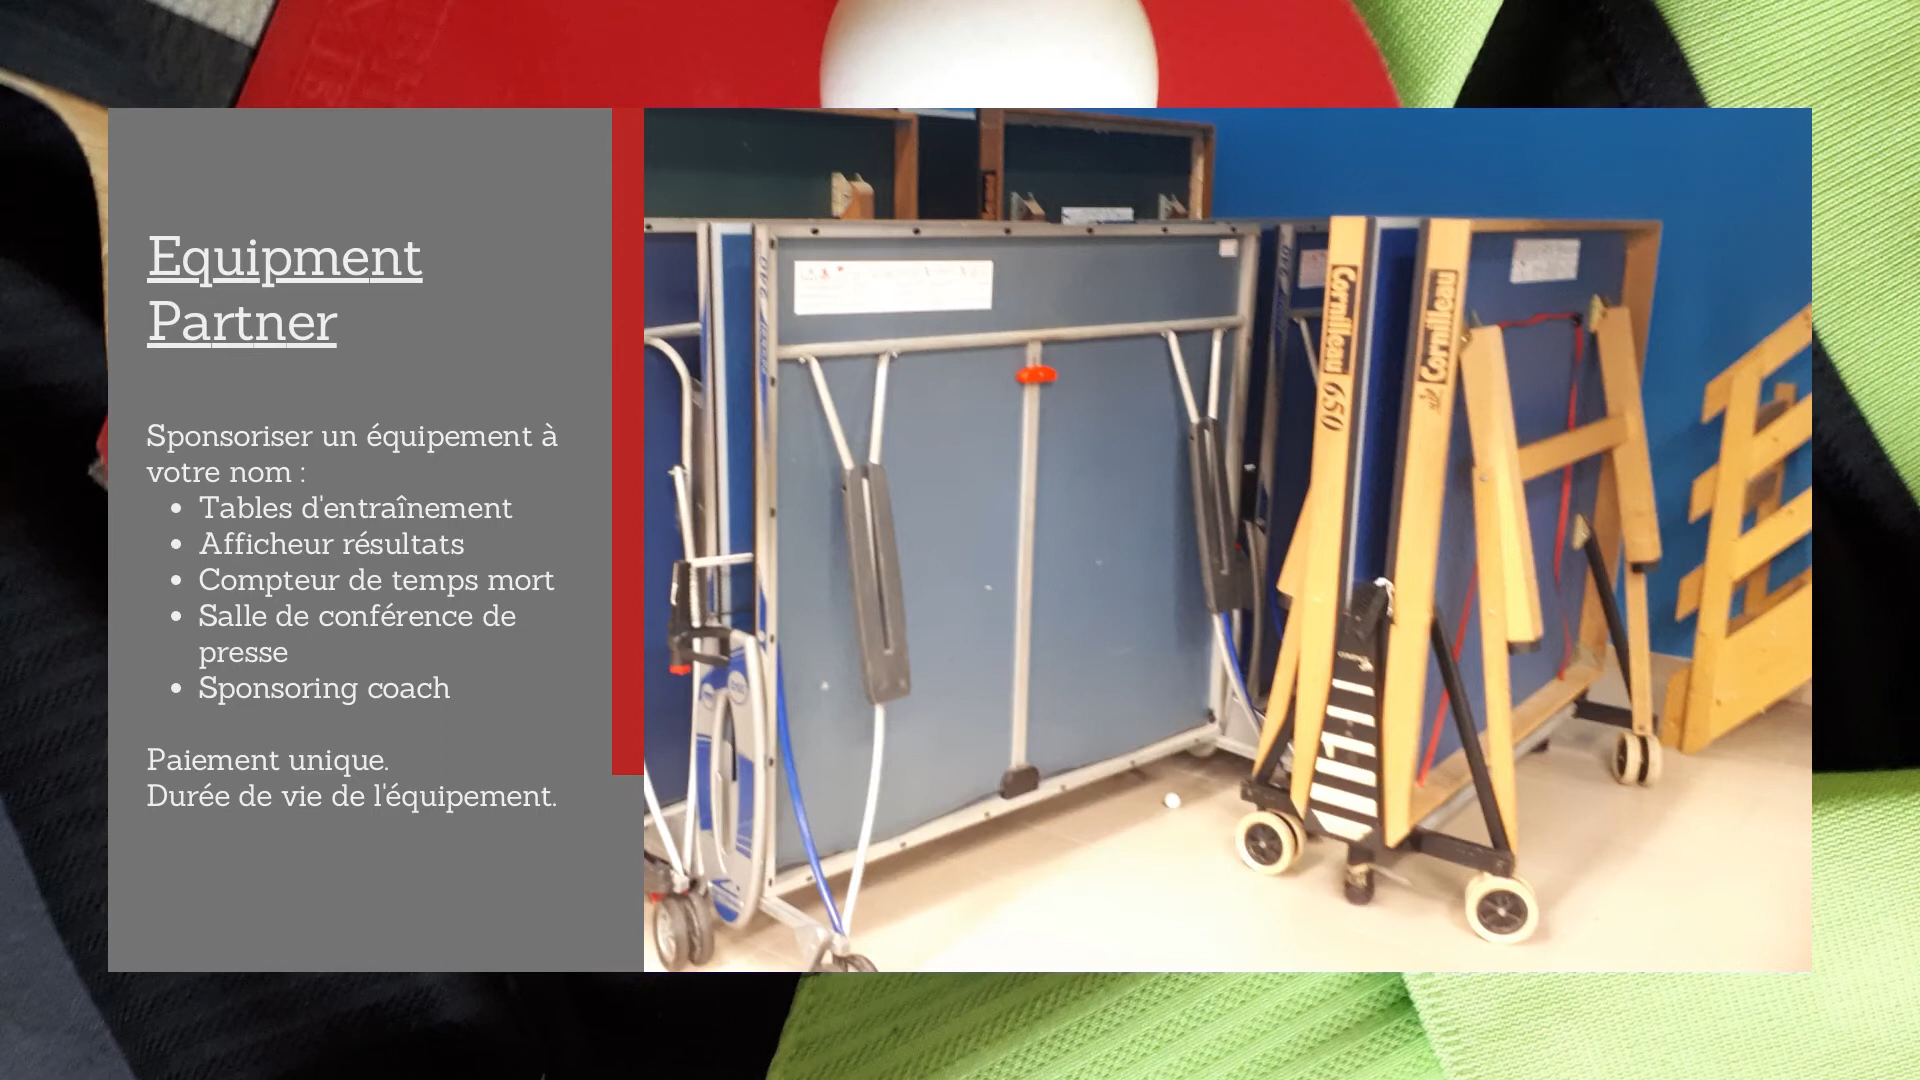 Equipment
Partner
Sponsoriser un équipement à
votre nom :
• Tables d'entraînement
• Afficheur résultats
• Compteur de temps mort
• Salle de conférence de
presse
• Sponsoring coach
Paiement unique.
Durée de vie de l'équipement.
Cornilleau 650
Cornilleau